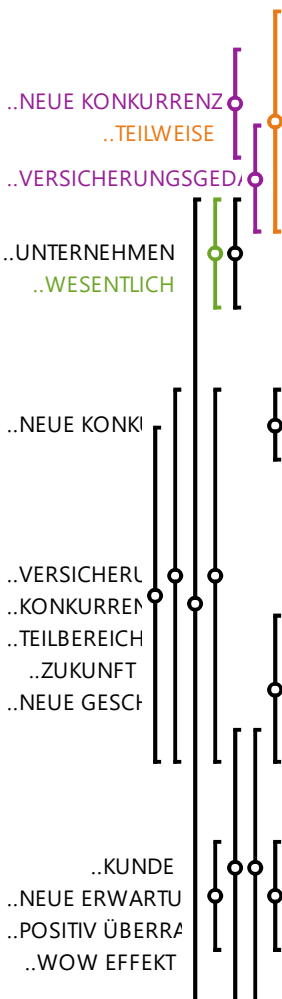 ..NEUE KONKURRENZ
..TEILWEISE
..VERSICHERUNGSGED
..UNTERNEHMEN
..WESENTLICH
..NEUE KONK
..VERSICHERU
..KONKURREN
..TEILBEREICH
..ZUKUNFT
..NEUE GESCH
..KUNDE
..NEUE ERWARTU
..POSITIV ÜBERRA
..WOW EFFEKT